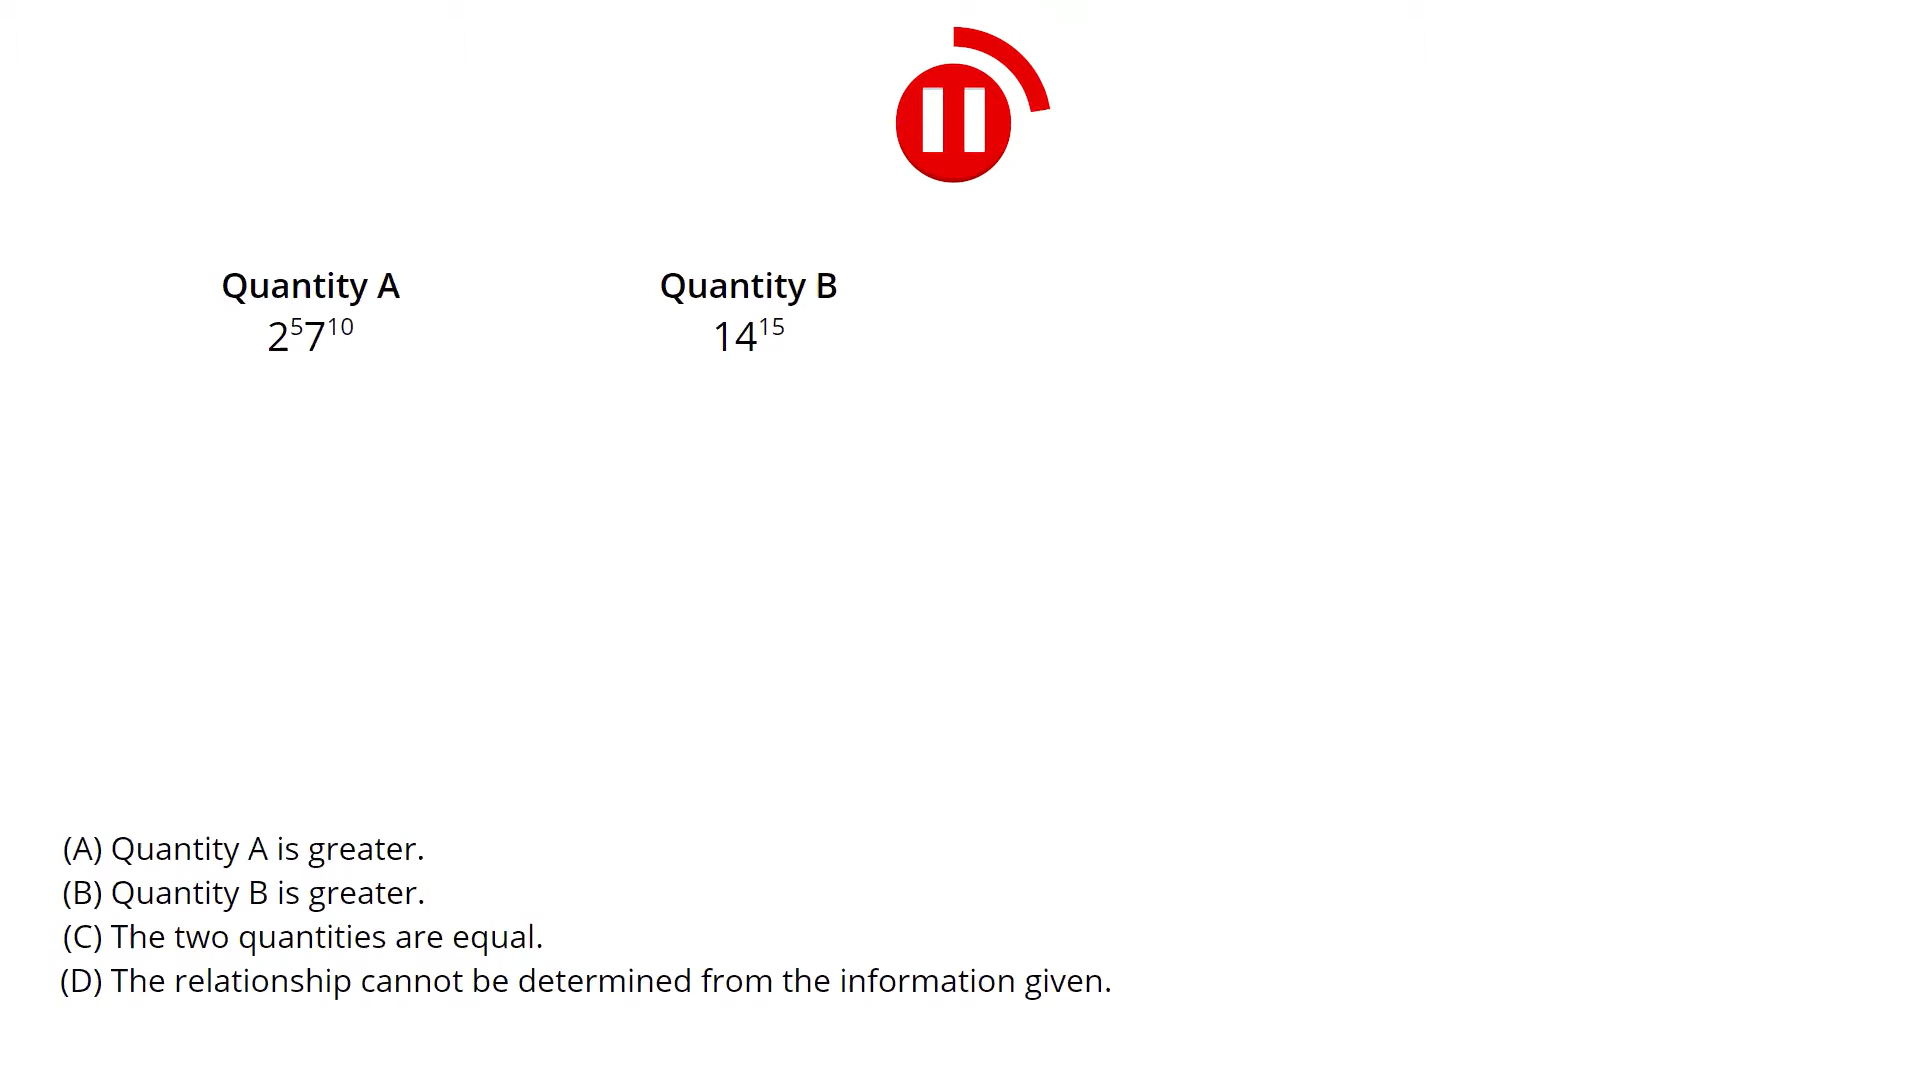 Quantity A Quantity B
2⁵7¹⁰ 14¹⁵
(A) Quantity A is greater.
(B) Quantity B is greater.
(C) The two quantities are equal.
(D) The relationship cannot be determined from the information given.